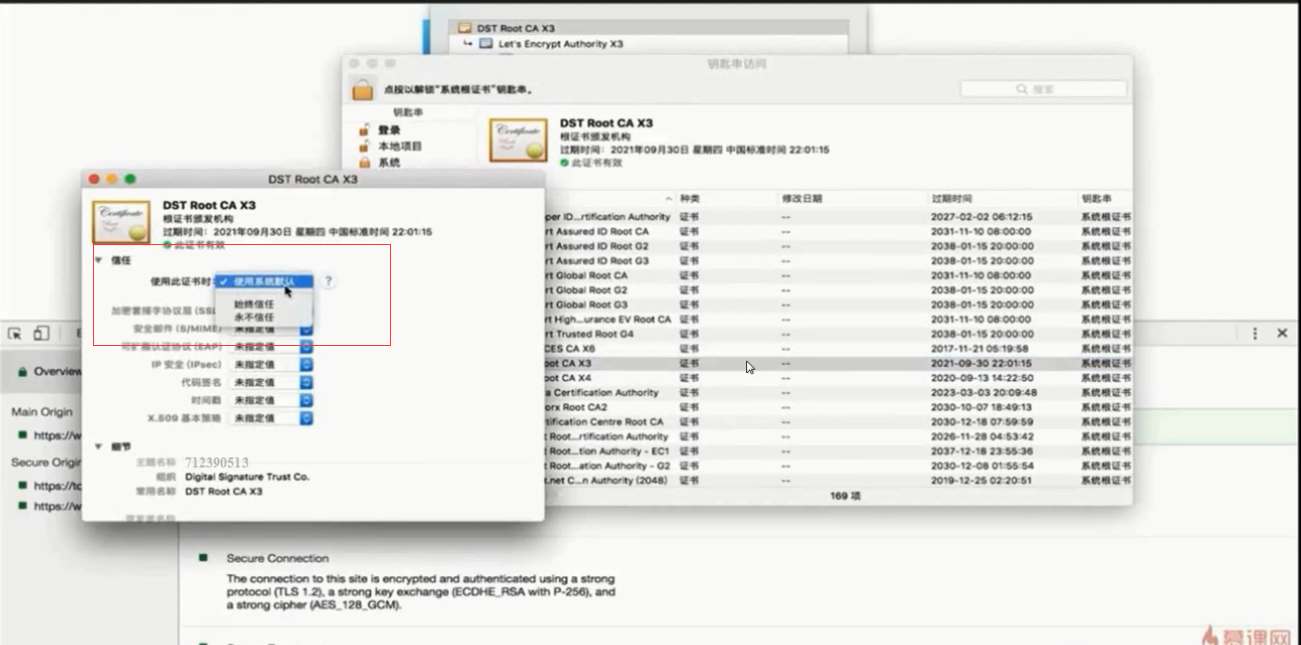 DST Root CA X3
Let's Encrypt Authority X3
钥匙串访问
点按以解锁“系统根证书”钥匙串。
搜索
钥匙串
登录
本地项目
系统
DST Root CA X3
根证书颁发机构
过期时间：2021年09月30日 星期四 中国标准时间 22:01:15
此证书有效
种类 修改日期 过期时间 钥匙串
per ID...rtification Authority 证书 -- 2027-02-02 06:12:15 系统根证书
rt Assured ID Root CA 证书 -- 2031-11-10 08:00:00 系统根证书
rt Assured ID Root G2 证书 -- 2038-01-15 20:00:00 系统根证书
rt Assured ID Root G3 证书 -- 2038-01-15 20:00:00 系统根证书
rt Global Root CA 证书 -- 2031-11-10 08:00:00 系统根证书
rt Global Root G2 证书 -- 2038-01-15 20:00:00 系统根证书
rt Global Root G3 证书 -- 2038-01-15 20:00:00 系统根证书
rt High...urance EV Root CA 证书 -- 2031-11-10 08:00:00 系统根证书
rt Trusted Root G4 证书 -- 2038-01-15 20:00:00 系统根证书
CES CA X6 证书 -- 2017-11-21 05:19:58 系统根证书
oot CA X3 证书 -- 2021-09-30 22:01:15 系统根证书
oot CA X4 证书 -- 2020-09-13 14:22:50 系统根证书
a Certification Authority 证书 -- 2023-03-03 20:09:48 系统根证书
orx Root CA2 证书 -- 2030-10-07 18:49:13 系统根证书
tification Centre Root CA 证书 -- 2030-12-18 07:59:59 系统根证书
t Root...rtification Authority 证书 -- 2026-11-28 04:53:42 系统根证书
Root...tion Authority - EC1 证书 -- 2037-12-18 23:55:36 系统根证书
t Root...ation Authority - G2 证书 -- 2030-12-08 01:55:54 系统根证书
t.net C...n Authority (2048) 证书 -- 2019-12-25 02:20:51 系统根证书
169 项
DST Root CA X3
DST Root CA X3
根证书颁发机构
过期时间：2021年09月30日 星期四 中国标准时间 22:01:15
此证书有效
信任
使用此证书时： ✓ 使用系统默认 ?
始终信任
永不信任
加密套接字协议层 (SSL
安全邮件 (S/MIME) 未指定值
可扩展认证协议 (EAP) 未指定值
IP 安全 (IPsec) 未指定值
代码签名 未指定值
时间戳 未指定值
X.509 基本策略 未指定值
细节
主题名称 712390513
组织 Digital Signature Trust Co.
常用名称 DST Root CA X3
Overview
Main Origin
https://w
Secure Origin
https://tc
https://w
Secure Connection
The connection to this site is encrypted and authenticated using a strong
protocol (TLS 1.2), a strong key exchange (ECDHE_RSA with P-256), and
a strong cipher (AES_128_GCM).
慕课网